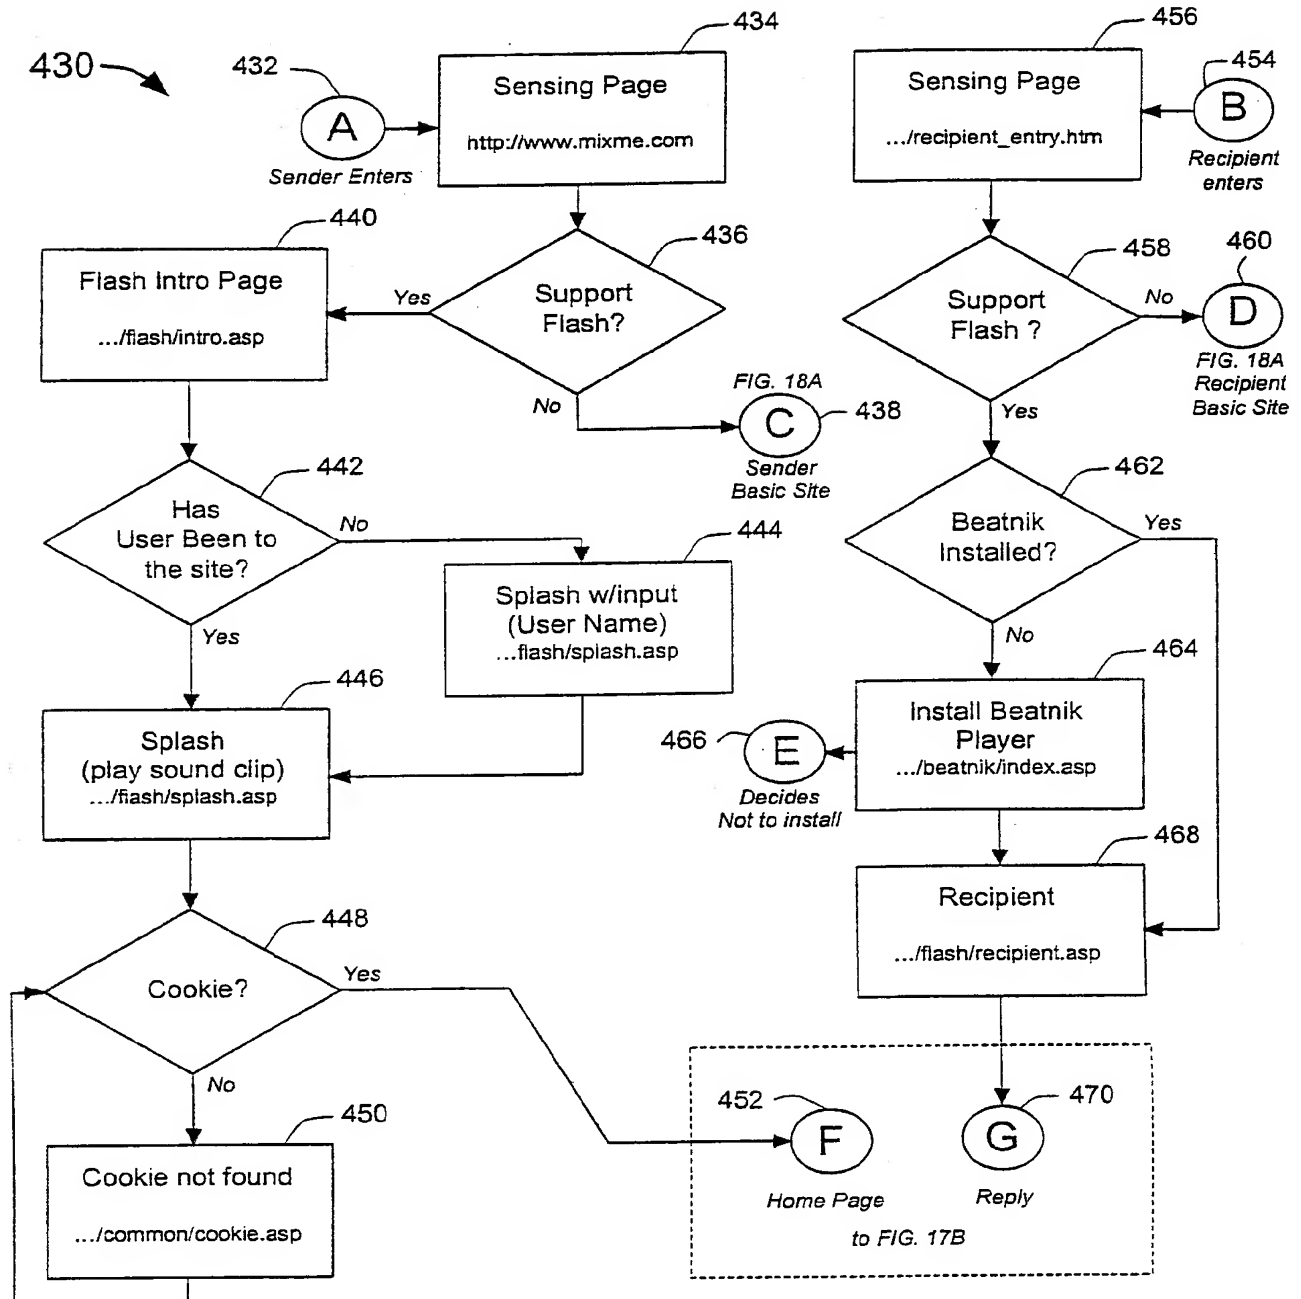 430
432
A
Sender Enters
434
Sensing Page
http://www.mixme.com
436
Support
Flash?
Yes
No
FIG. 18A
C
438
Sender
Basic Site
440
Flash Intro Page
.../flash/intro.asp
442
Has
User Been to
the site?
No
Yes
444
Splash w/input
(User Name)
...flash/splash.asp
446
Splash
(play sound clip)
.../flash/splash.asp
448
Cookie?
Yes
No
450
Cookie not found
.../common/cookie.asp
456
Sensing Page
.../recipient_entry.htm
454
B
Recipient
enters
458
Support
Flash ?
No
Yes
460
D
FIG. 18A
Recipient
Basic Site
462
Beatnik
Installed?
Yes
No
464
Install Beatnik
Player
.../beatnik/index.asp
466
E
Decides
Not to install
468
Recipient
.../flash/recipient.asp
452
F
Home Page
470
G
Reply
to FIG. 17B